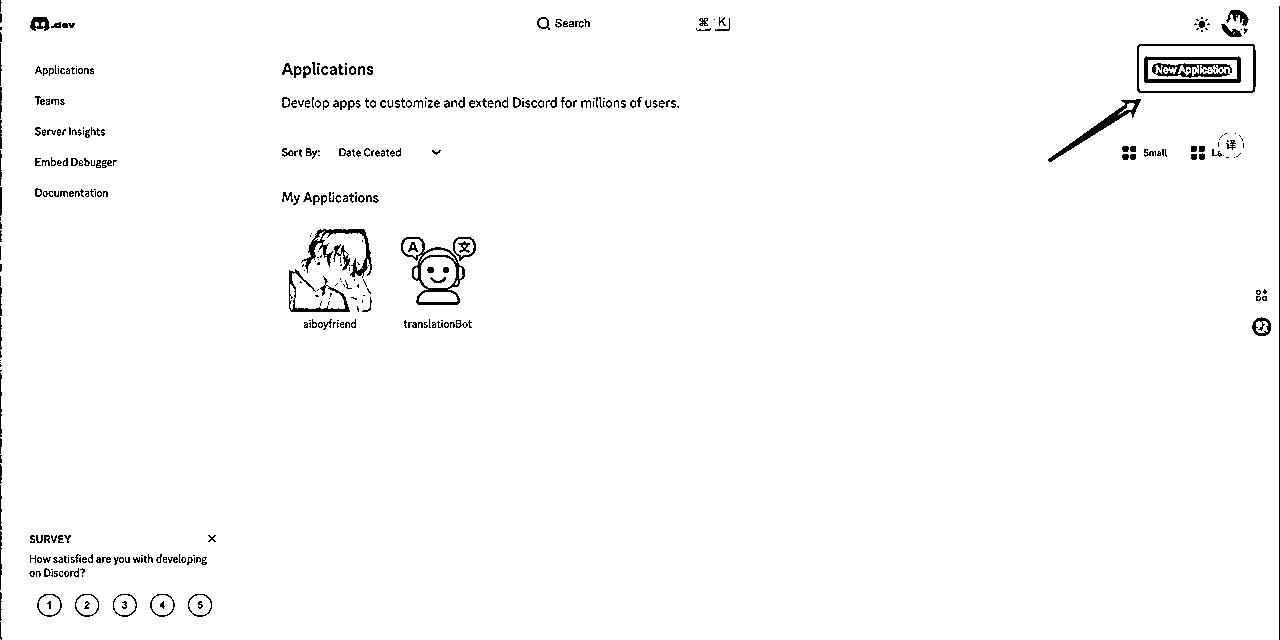 .dev
Search
⌘ K
Applications
Teams
Server Insights
Embed Debugger
Documentation
Applications
New Application
Develop apps to customize and extend Discord for millions of users.
Sort By: Date Created
Small
译
My Applications
A 文
aiboyfriend
translationBot
SURVEY
How satisfied are you with developing
on Discord?
1 2 3 4 5